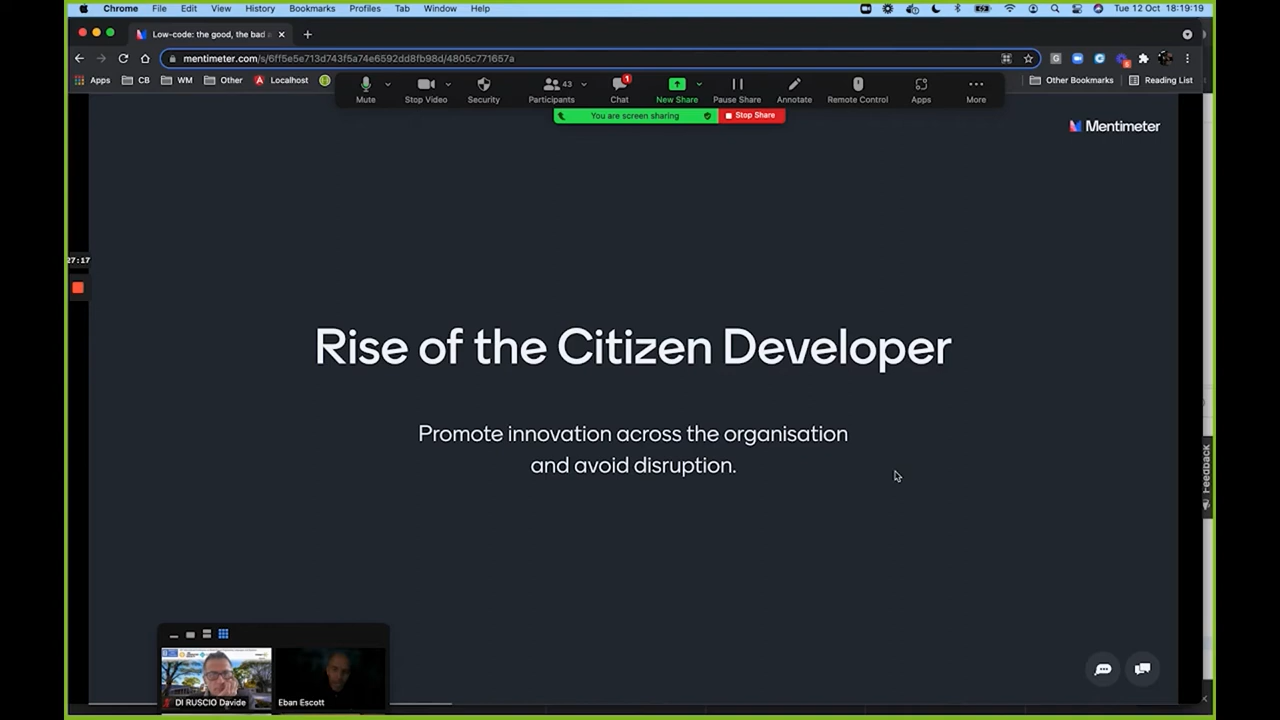 Chrome File Edit View History Bookmarks Profiles Tab Window Help Tue 12 Oct 18:19:19
Low-code: the good, the bad
mentimeter.com/s/6ff5e5e713d743f5a74e6592dd8fb98d/4805c771657a
Apps CB WM Other Localhost Other Bookmarks Reading List
43 1
Mute Stop Video Security Participants Chat New Share Pause Share Annotate Remote Control Apps More
You are screen sharing Stop Share
Mentimeter
27:17
Rise of the Citizen Developer
Promote innovation across the organisation
and avoid disruption.
Feedback
DI RUSCIO Davide Eban Escott